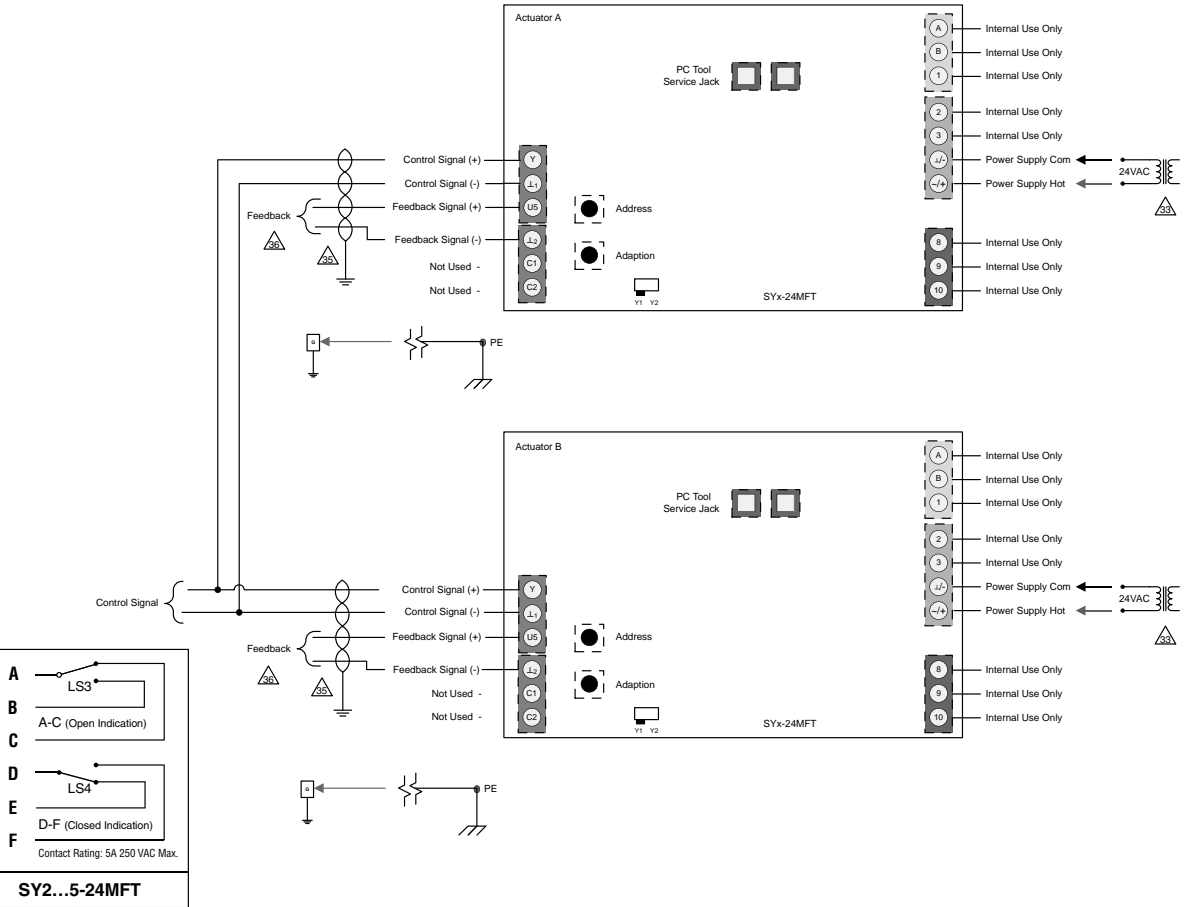 Actuator A
PC Tool
Service Jack
A Internal Use Only
B Internal Use Only
1 Internal Use Only
2 Internal Use Only
3 Internal Use Only
⊥/- Power Supply Com
~/+ Power Supply Hot
24VAC
33
8 Internal Use Only
9 Internal Use Only
10 Internal Use Only
Control Signal (+) Y
Control Signal (-) ⊥1
Feedback Signal (+) U5
Feedback
36
35
Feedback Signal (-) ⊥2
Not Used - C1
Not Used - C2
Address
Adaption
Y1 Y2
SYx-24MFT
G
PE
Actuator B
PC Tool
Service Jack
A Internal Use Only
B Internal Use Only
1 Internal Use Only
2 Internal Use Only
3 Internal Use Only
⊥/- Power Supply Com
~/+ Power Supply Hot
24VAC
33
8 Internal Use Only
9 Internal Use Only
10 Internal Use Only
Control Signal
Control Signal (+) Y
Control Signal (-) ⊥1
Feedback Signal (+) U5
Feedback
36
35
Feedback Signal (-) ⊥2
Not Used - C1
Not Used - C2
Address
Adaption
Y1 Y2
SYx-24MFT
G
PE
A
LS3
B
A-C (Open Indication)
C
D
LS4
E
D-F (Closed Indication)
F
Contact Rating: 5A 250 VAC Max.
SY2...5-24MFT